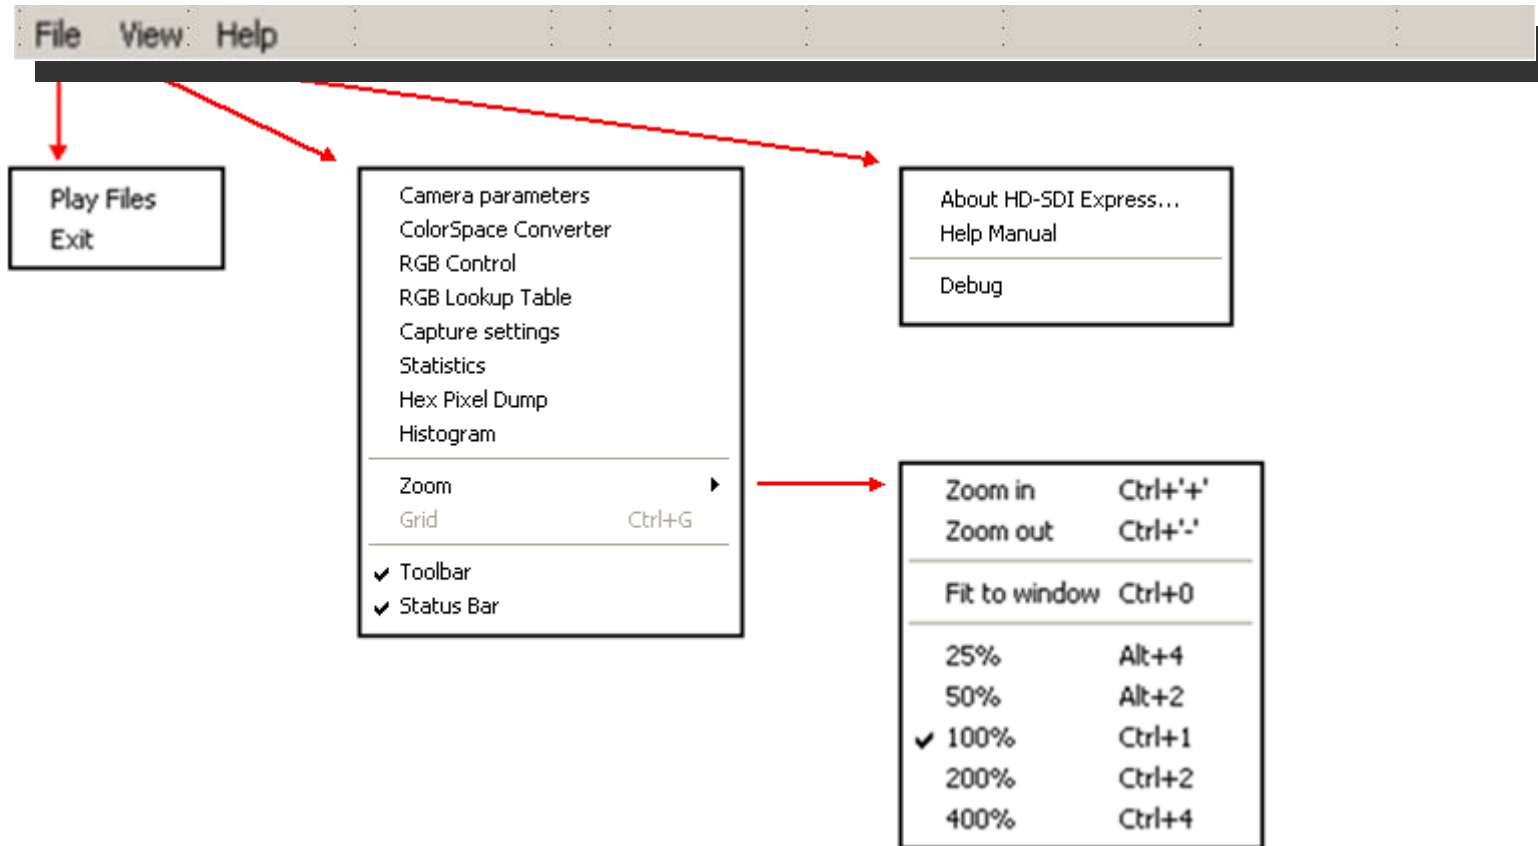 File View Help
Play Files
Exit
Camera parameters
ColorSpace Converter
RGB Control
RGB Lookup Table
Capture settings
Statistics
Hex Pixel Dump
Histogram
Zoom
Grid Ctrl+G
Toolbar
Status Bar
About HD-SDI Express...
Help Manual
Debug
Zoom in Ctrl+'+'
Zoom out Ctrl+'-'
Fit to window Ctrl+0
25% Alt+4
50% Alt+2
100% Ctrl+1
200% Ctrl+2
400% Ctrl+4